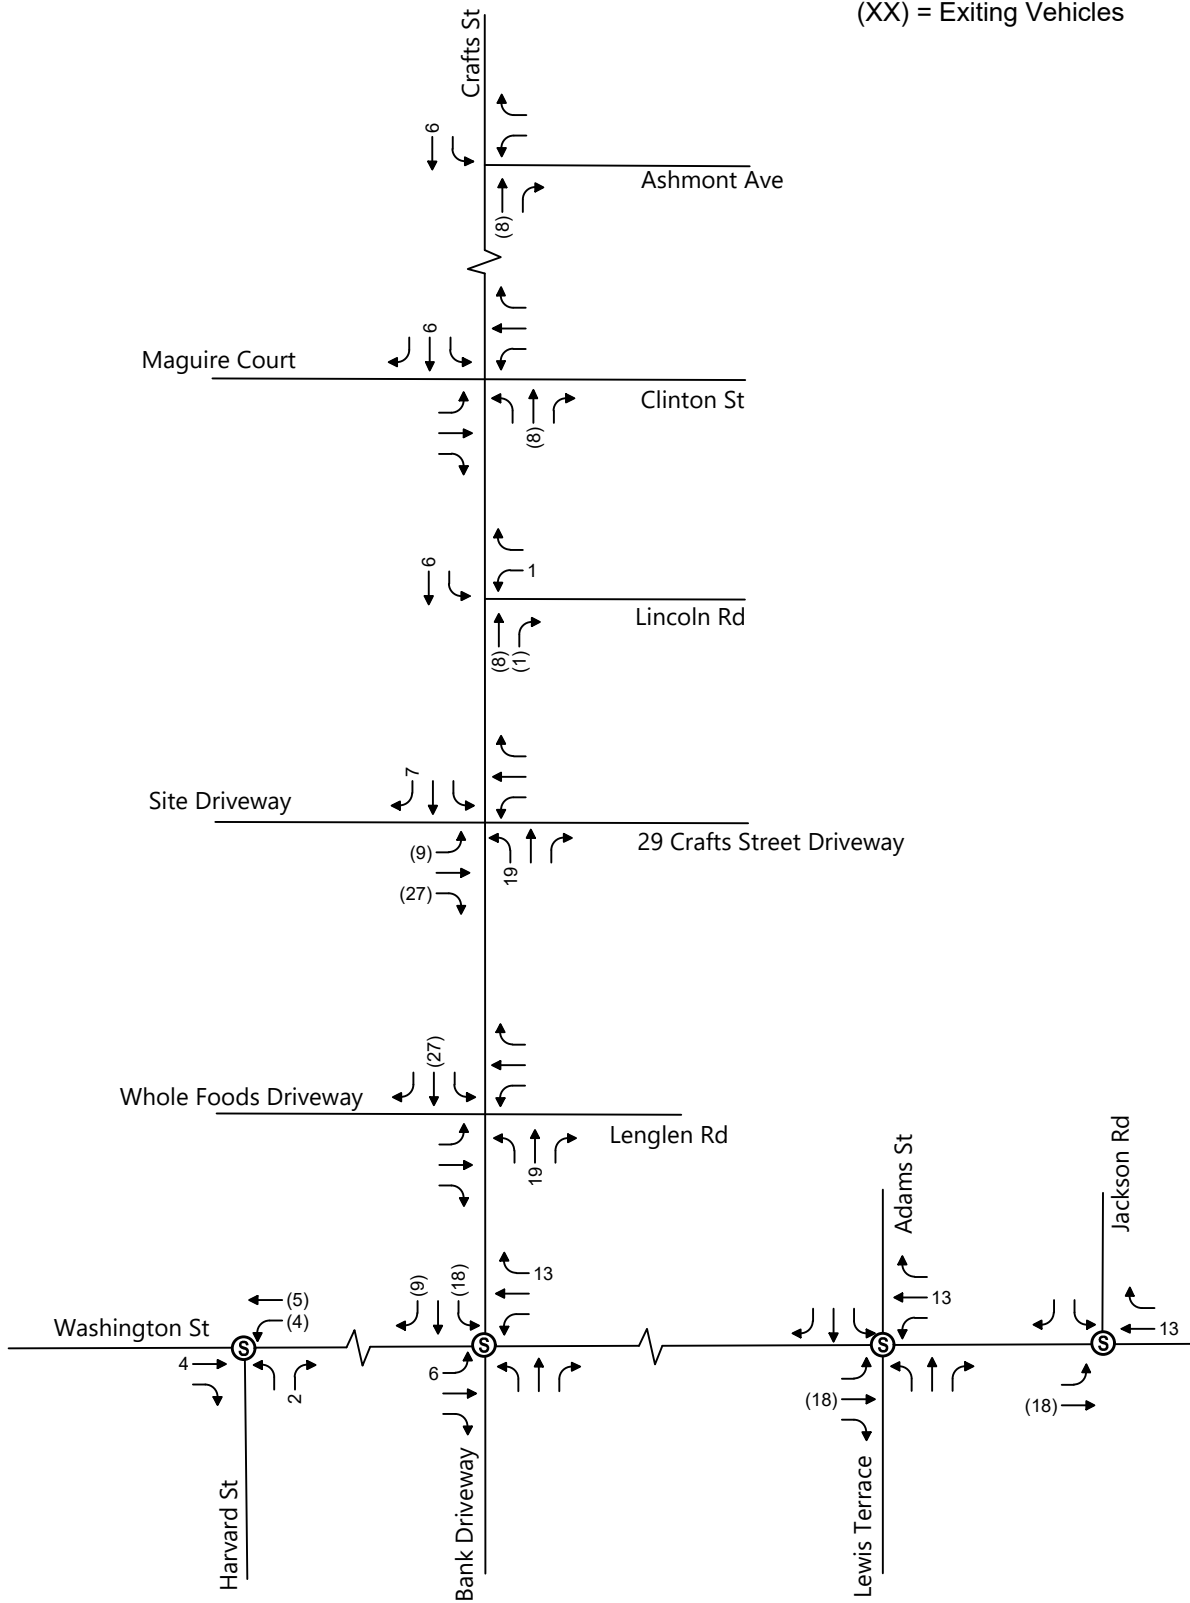 (XX) = Exiting Vehicles
Crafts St
6
Ashmont Ave
(8)
6
Maguire Court
Clinton St
(8)
6
1
Lincoln Rd
(8)
(1)
7
Site Driveway
29 Crafts Street Driveway
(9)
19
(27)
(27)
Whole Foods Driveway
Lenglen Rd
19
Adams St
Jackson Rd
(9)
(18)
13
(5)
(4)
13
Washington St
13
S
S
S
S
4
2
6
(18)
(18)
Harvard St
Bank Driveway
Lewis Terrace